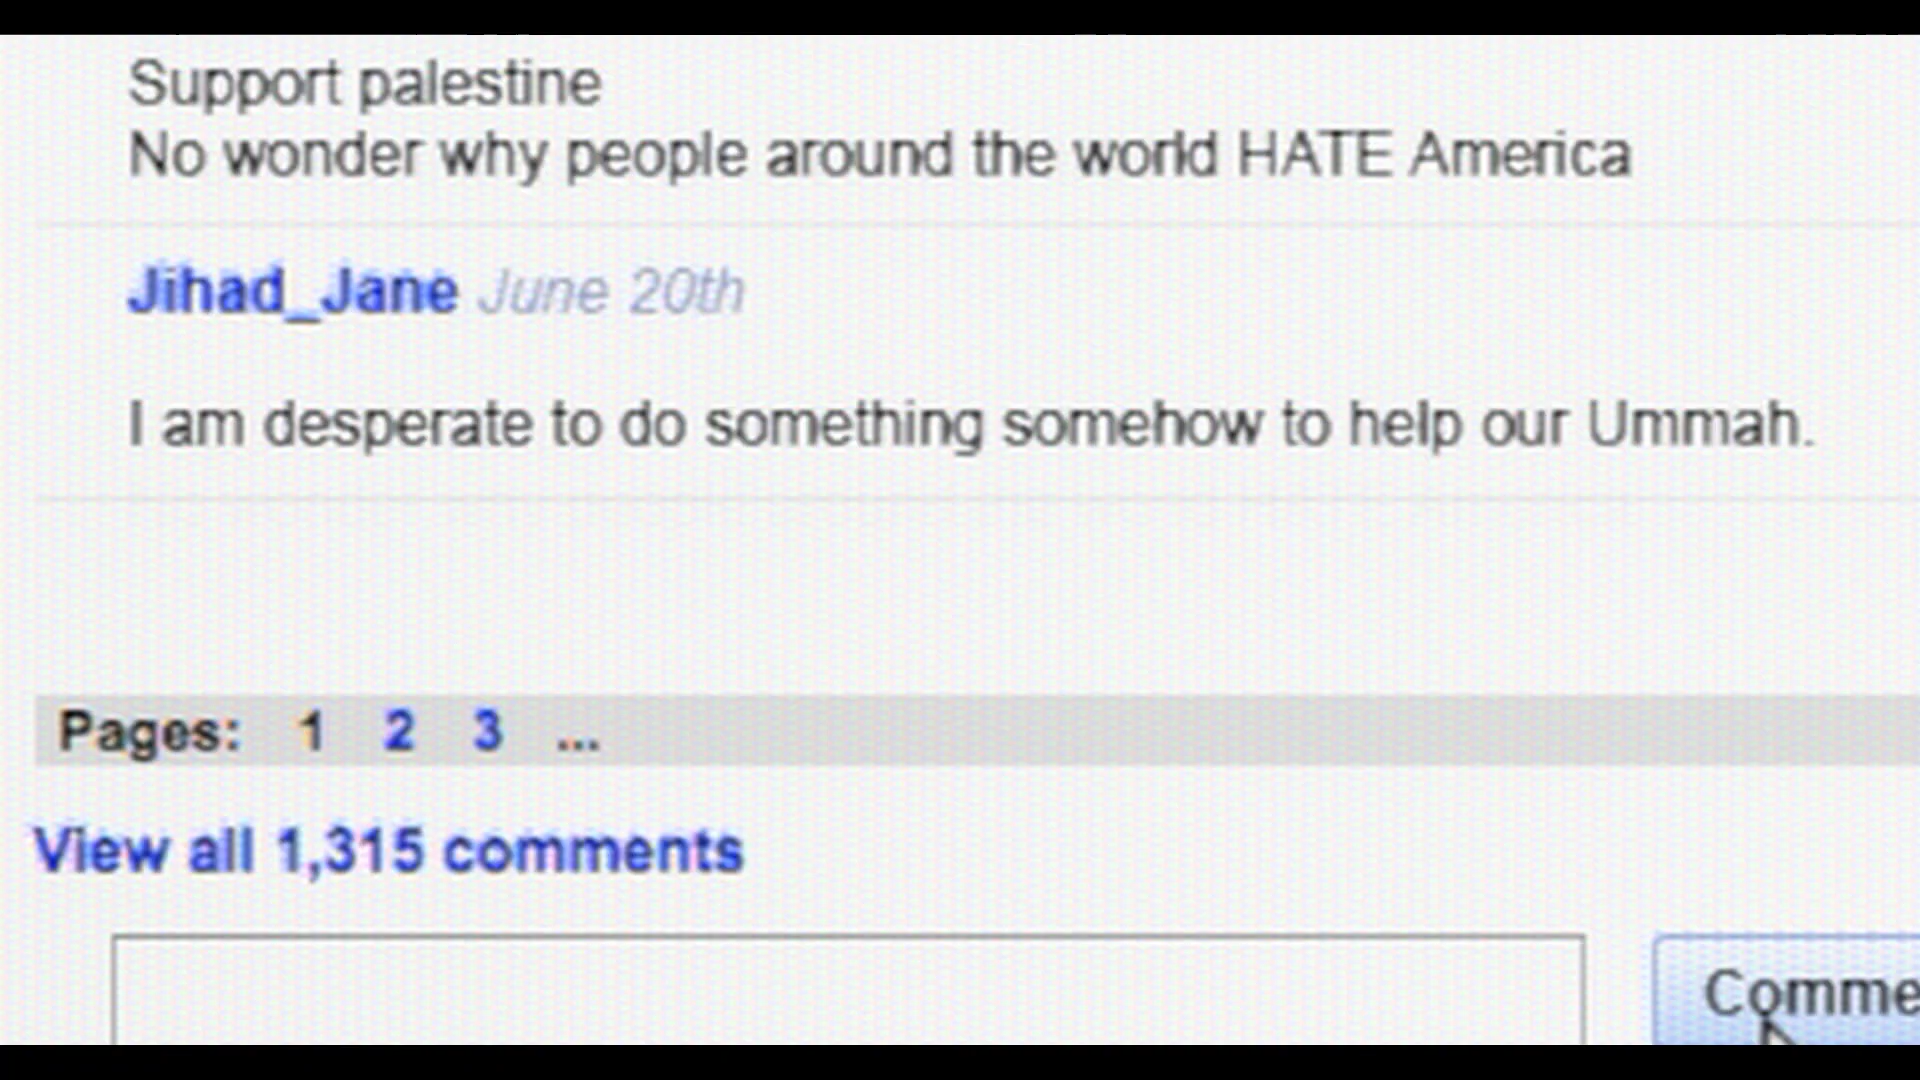 Support palestine
No wonder why people around the world HATE America
Jihad_Jane June 20th
I am desperate to do something somehow to help our Ummah.
Pages: 1 2 3 ...
View all 1,315 comments